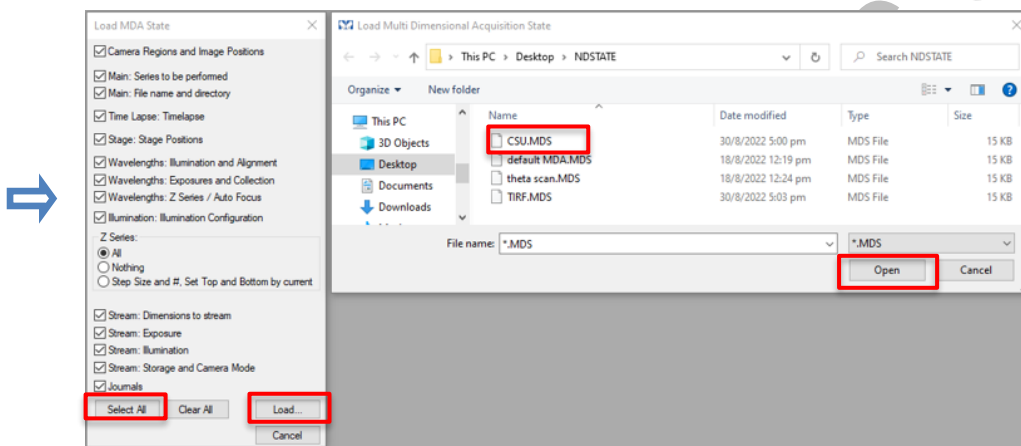 Load MDA State
Camera Regions and Image Positions
Main: Series to be performed
Main: File name and directory
Time Lapse: Timelapse
Stage: Stage Positions
Wavelengths: Illumination and Alignment
Wavelengths: Exposures and Collection
Wavelengths: Z Series / Auto Focus
Illumination: Illumination Configuration
Z Series:
All
Nothing
Step Size and #, Set Top and Bottom by current
Stream: Dimensions to stream
Stream: Exposure
Stream: Illumination
Stream: Storage and Camera Mode
Journals
Select All Clear All Load...
Cancel
Load Multi Dimensional Acquisition State
This PC > Desktop > NDSTATE Search NDSTATE
Organize New folder
This PC
3D Objects
Desktop
Documents
Downloads
Name Date modified Type Size
CSU.MDS 30/8/2022 5:00 pm MDS File 15 KB
default MDA.MDS 18/8/2022 12:19 pm MDS File 15 KB
theta scan.MDS 18/8/2022 12:24 pm MDS File 15 KB
TIRF.MDS 30/8/2022 5:03 pm MDS File 15 KB
File name: *.MDS *.MDS
Open Cancel